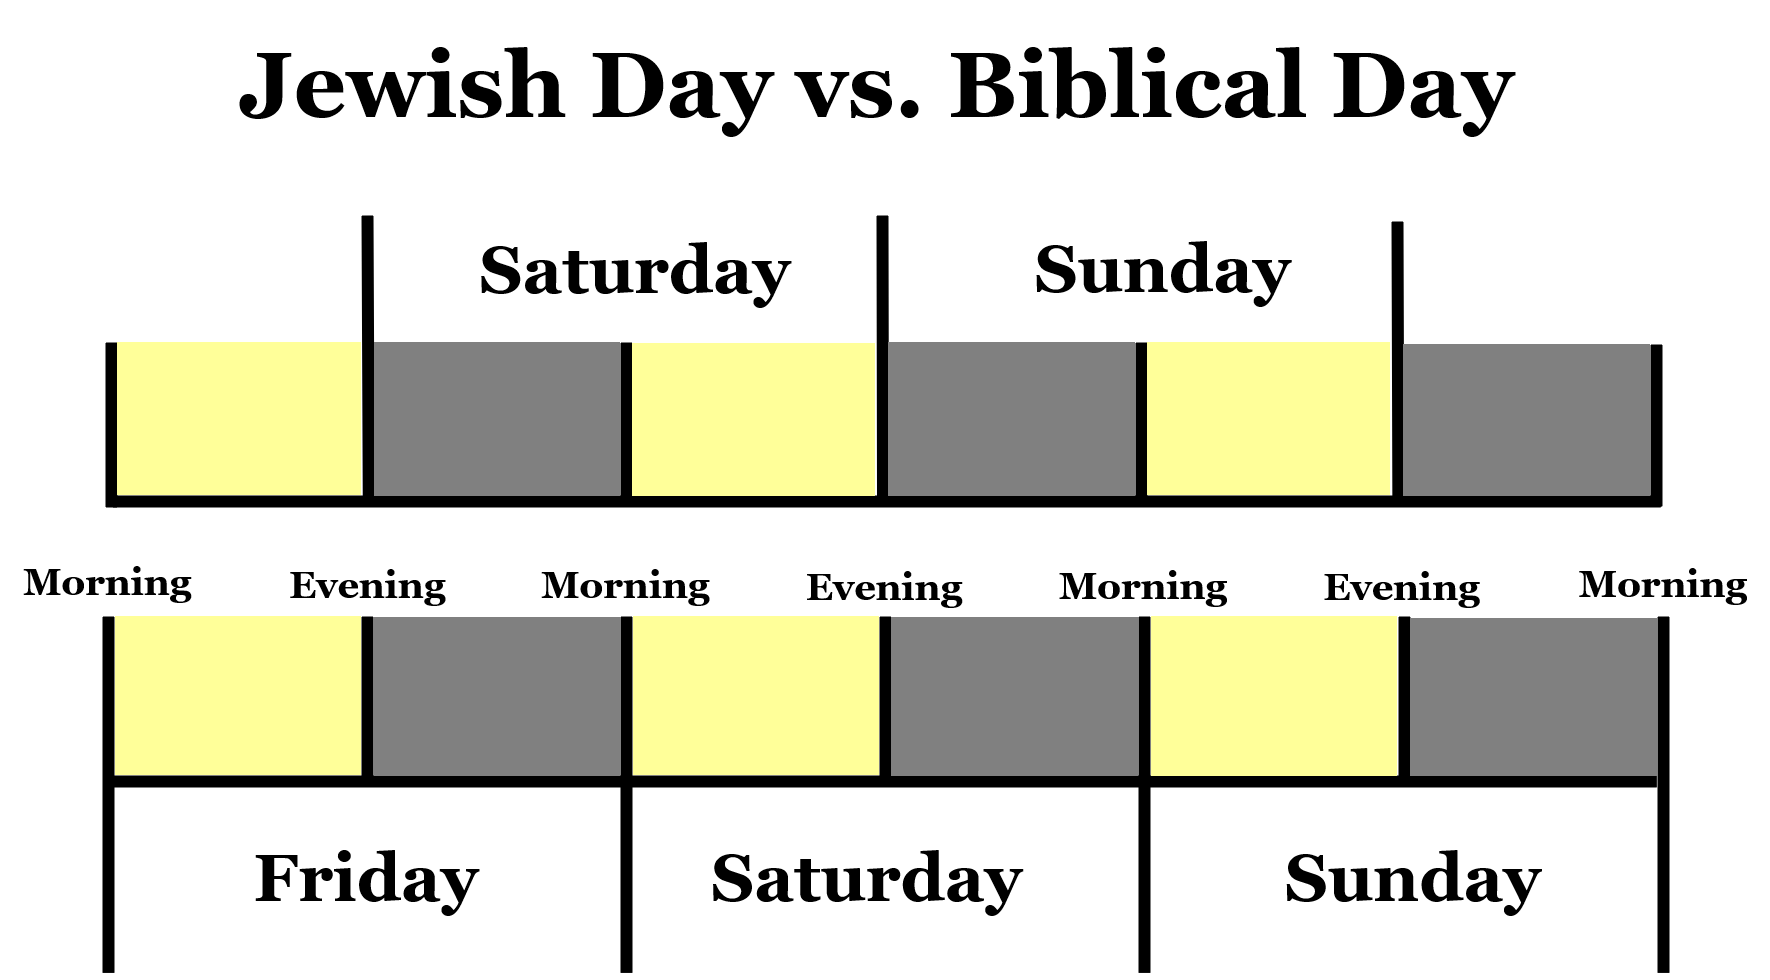 Jewish Day vs. Biblical Day
Saturday Sunday
Morning Evening Morning Evening Morning Evening Morning
Friday Saturday Sunday